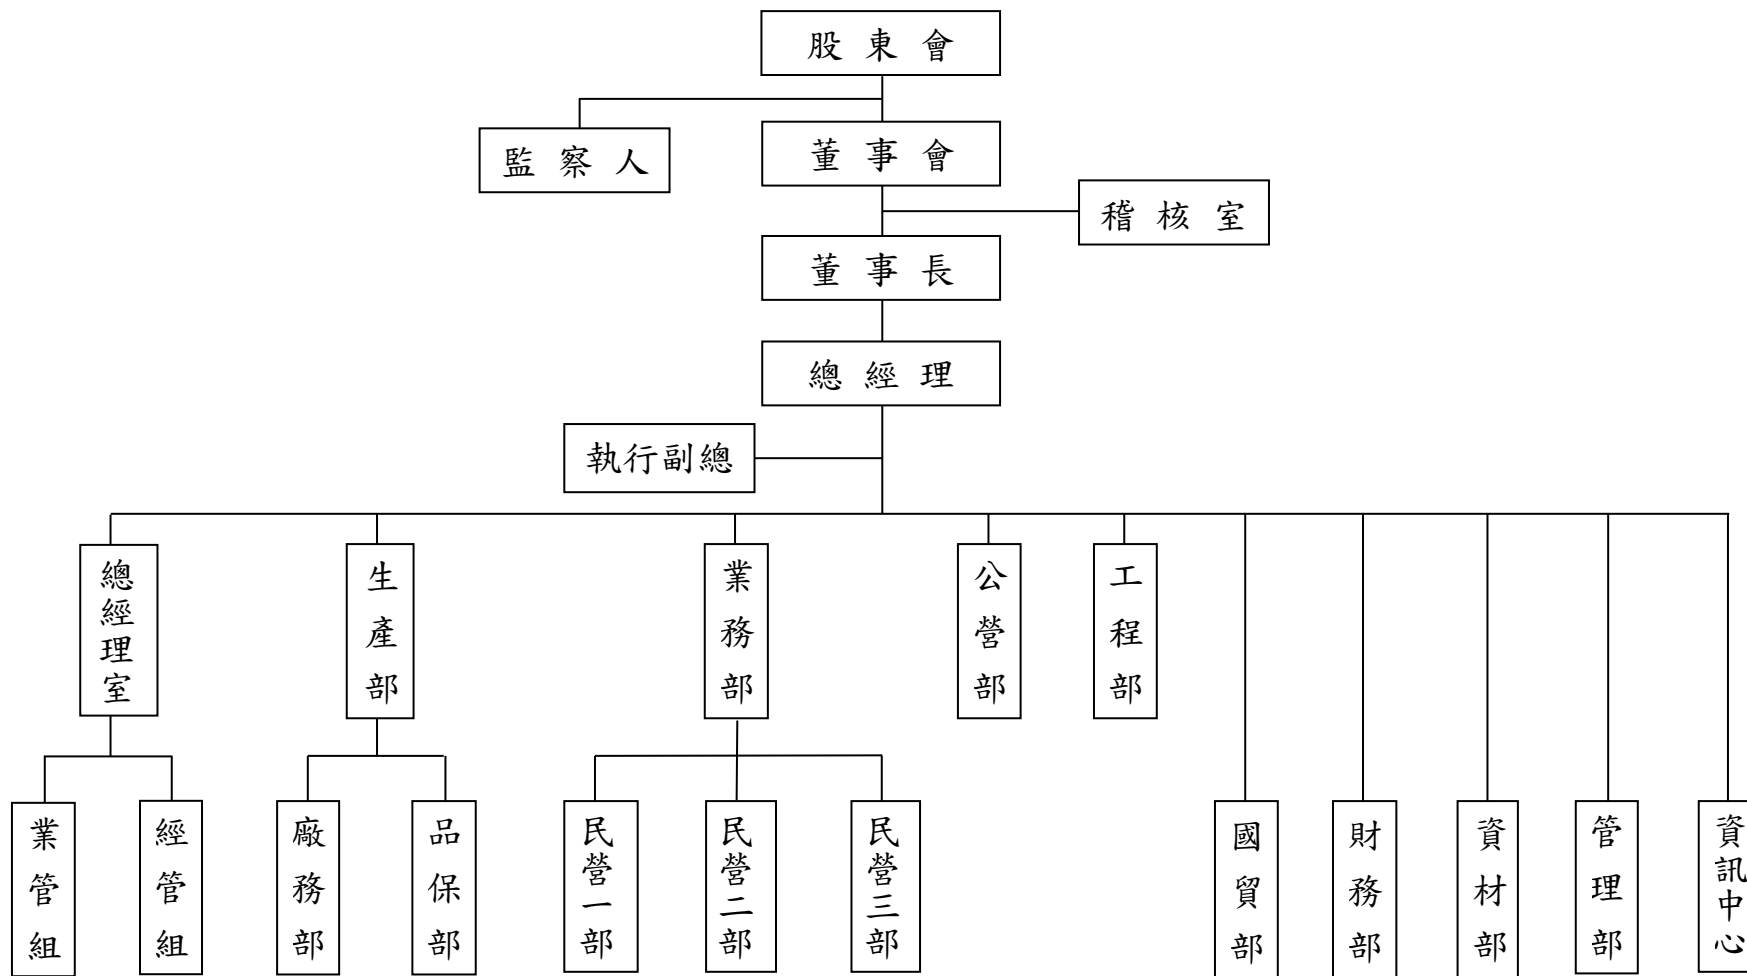 股東會
監察人
董事會
稽核室
董事長
總經理
執行副總
總經理室
生產部
業務部
公營部
工程部
業管組
經管組
廠務部
品保部
民營一部
民營二部
民營三部
國貿部
財務部
資材部
管理部
資訊中心